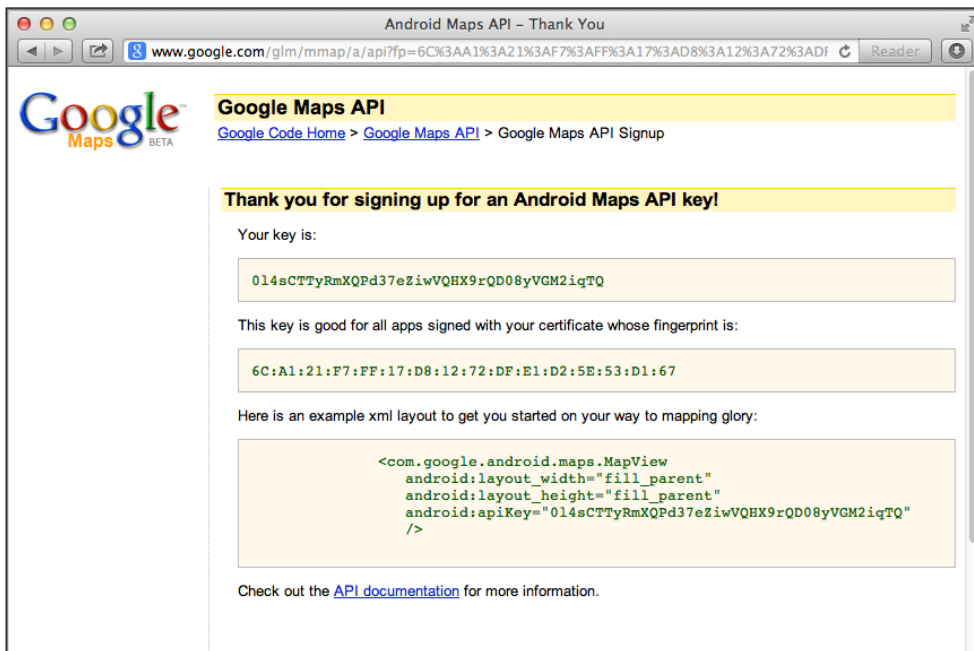 Android Maps API – Thank You
www.google.com/glm/mmap/a/api?fp=6C%3AA1%3A21%3AF7%3AFF%3A17%3AD8%3A12%3A72%3ADF
Reader
Google™
Maps BETA
Google Maps API
Google Code Home > Google Maps API > Google Maps API Signup
Thank you for signing up for an Android Maps API key!
Your key is:
0l4sCTTyRmXQPd37eZiwVQHX9rQD08yVGM2iqTQ
This key is good for all apps signed with your certificate whose fingerprint is:
6C:A1:21:F7:FF:17:D8:12:72:DF:E1:D2:5E:53:D1:67
Here is an example xml layout to get you started on your way to mapping glory:
<com.google.android.maps.MapView
android:layout_width="fill_parent"
android:layout_height="fill_parent"
android:apiKey="0l4sCTTyRmXQPd37eZiwVQHX9rQD08yVGM2iqTQ"
/>
Check out the API documentation for more information.